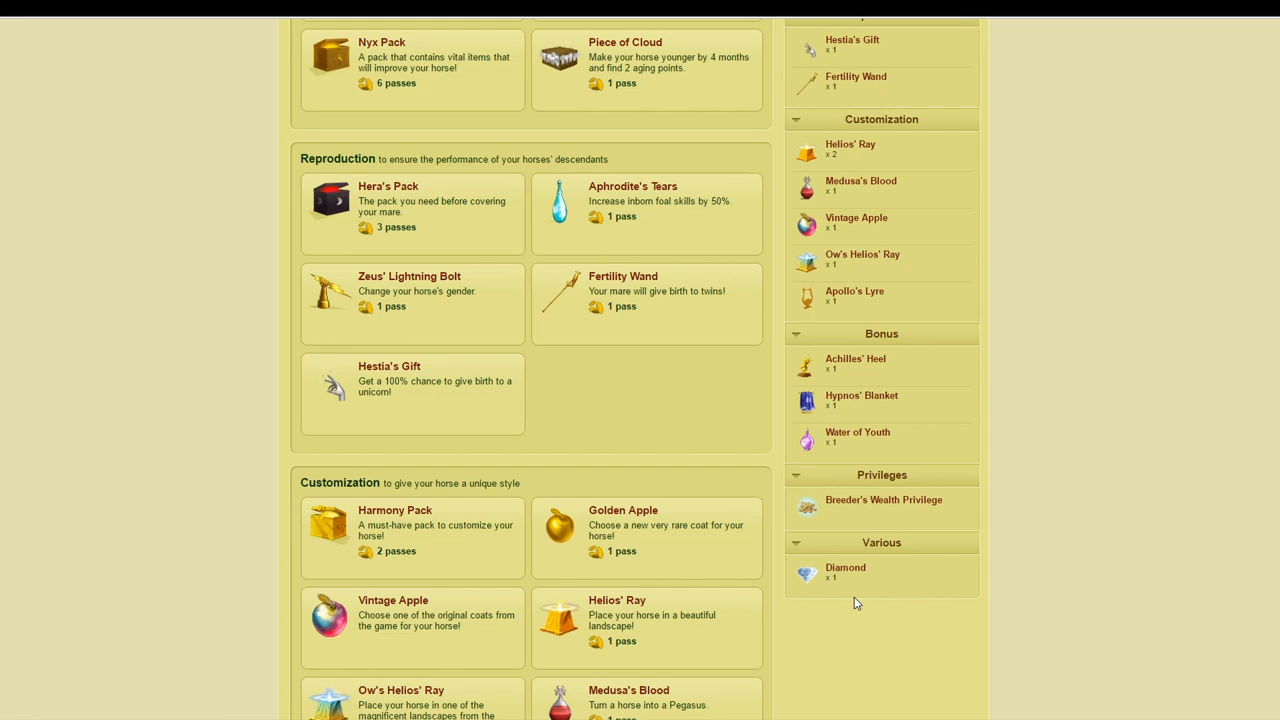 Nyx Pack
A pack that contains vital items that
will improve your horse!
6 passes
Piece of Cloud
Make your horse younger by 4 months
and find 2 aging points.
1 pass
Reproduction to ensure the performance of your horses' descendants
Hera's Pack
The pack you need before covering
your mare.
3 passes
Aphrodite's Tears
Increase inborn foal skills by 50%.
1 pass
Zeus' Lightning Bolt
Change your horse's gender.
1 pass
Fertility Wand
Your mare will give birth to twins!
1 pass
Hestia's Gift
Get a 100% chance to give birth to a
unicorn!
Customization to give your horse a unique style
Harmony Pack
A must-have pack to customize your
horse!
2 passes
Golden Apple
Choose a new very rare coat for your
horse!
1 pass
Vintage Apple
Choose one of the original coats from
the game for your horse!
Helios' Ray
Place your horse in a beautiful
landscape!
1 pass
Ow's Helios' Ray
Place your horse in one of the
magnificent landscapes from the
Medusa's Blood
Turn a horse into a Pegasus.
1 pass
Hestia's Gift
x 1
Fertility Wand
x 1
Customization
Helios' Ray
x 2
Medusa's Blood
x 1
Vintage Apple
x 1
Ow's Helios' Ray
x 1
Apollo's Lyre
x 1
Bonus
Achilles' Heel
x 1
Hypnos' Blanket
x 1
Water of Youth
x 1
Privileges
Breeder's Wealth Privilege
Various
Diamond
x 1